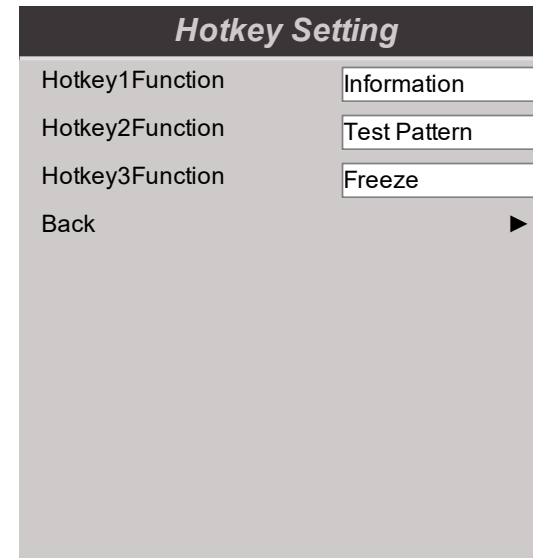 Hotkey Setting
Hotkey1Function Information
Hotkey2Function Test Pattern
Hotkey3Function Freeze
Back ►